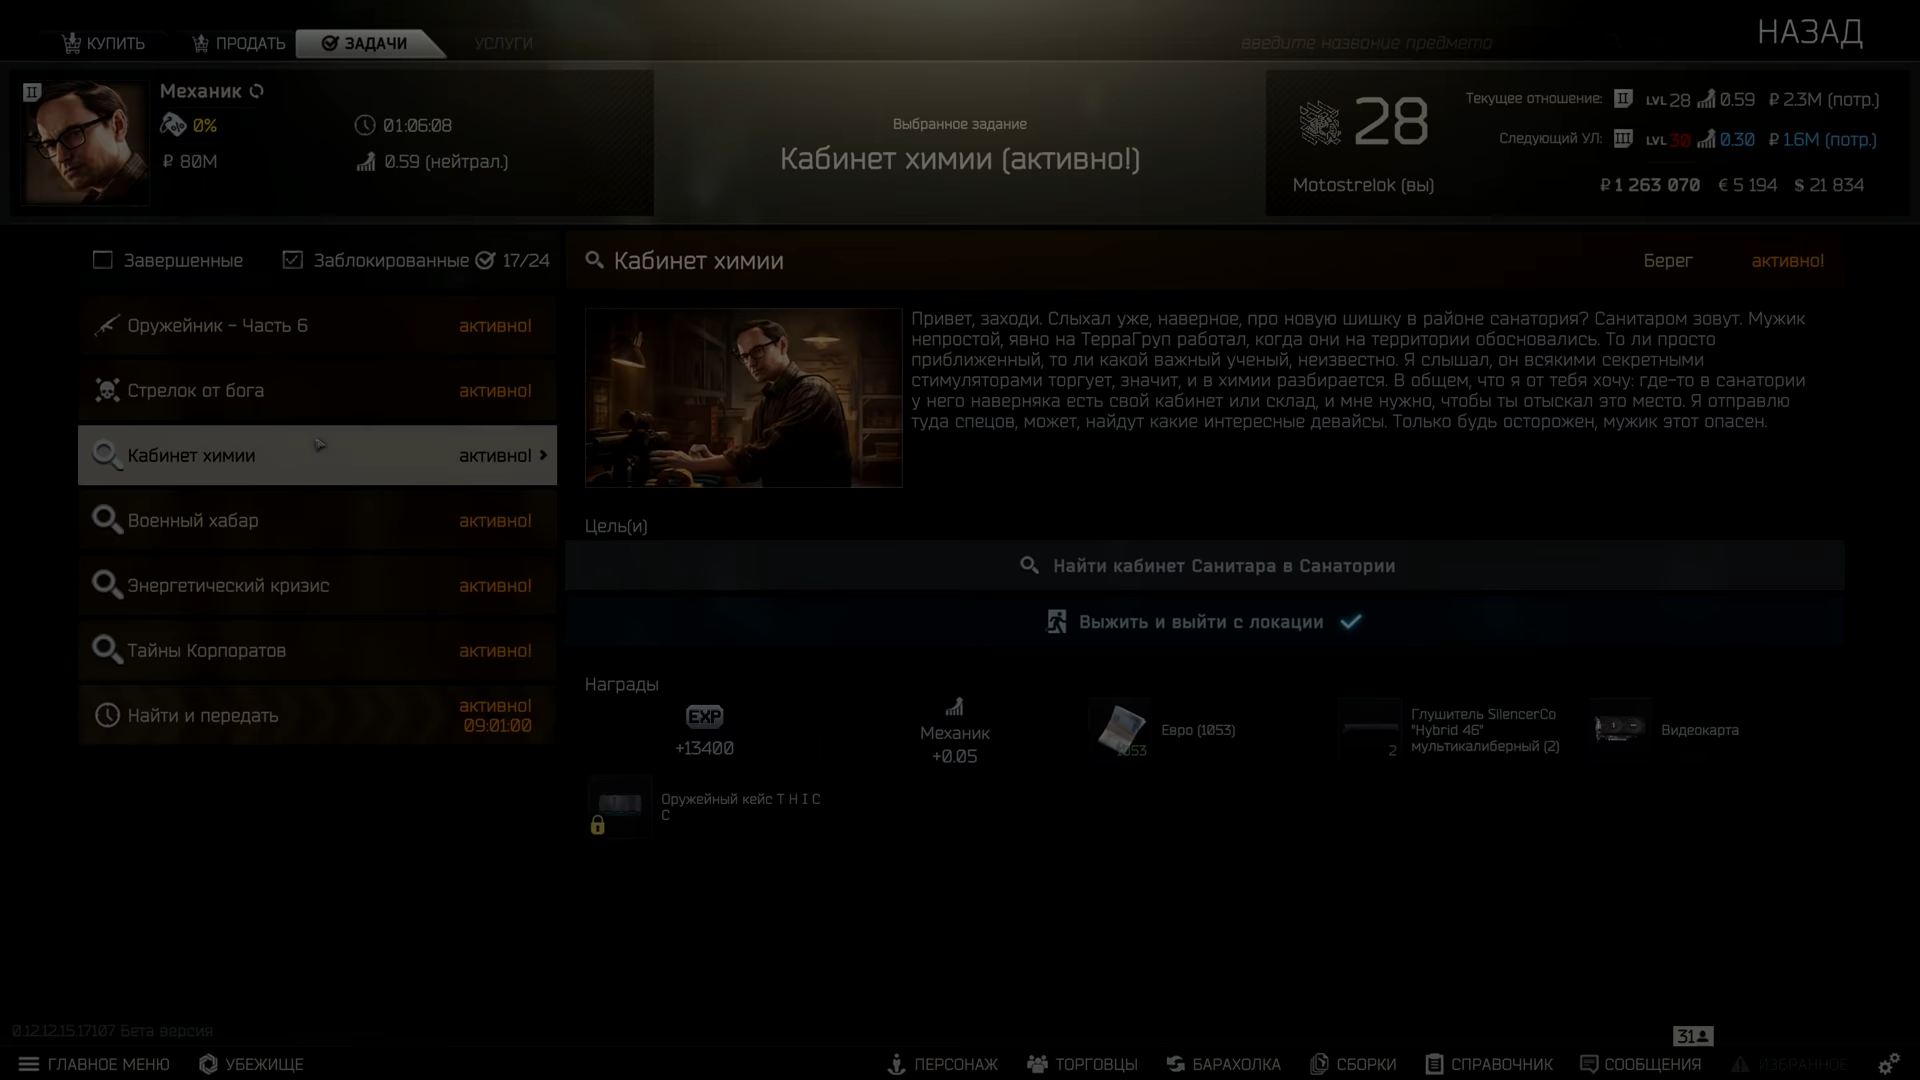 КУПИТЬ
ПРОДАТЬ
ЗАДАЧИ
УСЛУГИ
введите название предмета
НАЗАД
II
Механик
0%
01:06:08
₽ 80M
0.59 (нейтрал.)
Выбранное задание
Кабинет химии (активно!)
28
Motostrelok (вы)
Текущее отношение: II LVL 28 0.59 ₽ 2.3M (потр.)
Следующий УЛ: III LVL 30 0.30 ₽ 1.6M (потр.)
₽ 1 263 070 € 5 194 $ 21 834
Завершенные
Заблокированные
17/24
Оружейник – Часть 6 активно!
Стрелок от бога активно!
Кабинет химии активно!
Военный хабар активно!
Энергетический кризис активно!
Тайны Корпоратов активно!
Найти и передать активно!
09:01:00
Кабинет химии
Берег
активно!
Привет, заходи. Слыхал уже, наверное, про новую шишку в районе санатория? Санитаром зовут. Мужик
непростой, явно на ТерраГруп работал, когда они на территории обосновались. То ли просто
приближенный, то ли какой важный ученый, неизвестно. Я слышал, он всякими секретными
стимуляторами торгует, значит, и в химии разбирается. В общем, что я от тебя хочу: где-то в санатории
у него наверняка есть свой кабинет или склад, и мне нужно, чтобы ты отыскал это место. Я отправлю
туда спецов, может, найдут какие интересные девайсы. Только будь осторожен, мужик этот опасен.
Цель(и)
Найти кабинет Санитара в Санатории
Выжить и выйти с локации
Награды
EXP
+13400
Механик
+0.05
1053
Евро (1053)
2
Глушитель SilencerCo
"Hybrid 46"
мультикалиберный (2)
Видеокарта
Оружейный кейс T H I C
C
0.12.12.15.17107 Бета версия
31
ГЛАВНОЕ МЕНЮ
УБЕЖИЩЕ
ПЕРСОНАЖ
ТОРГОВЦЫ
БАРАХОЛКА
СБОРКИ
СПРАВОЧНИК
СООБЩЕНИЯ
ИЗБРАННОЕ